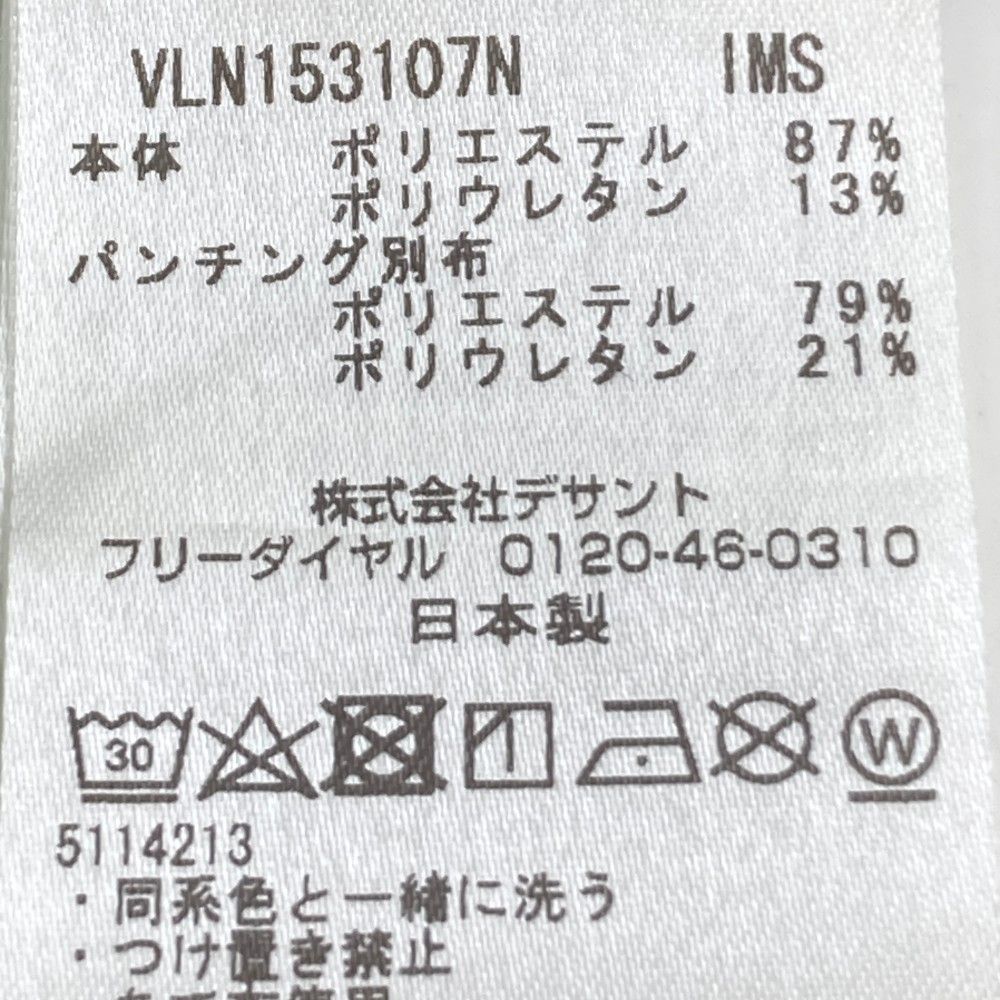 VLN153107N IMS
本体 ポリエステル 87%
ポリウレタン 13%
パンチング別布
ポリエステル 79%
ポリウレタン 21%
株式会社デサント
フリーダイヤル 0120-46-0310
日本製
30 W
5114213
・同系色と一緒に洗う
・つけ置き禁止